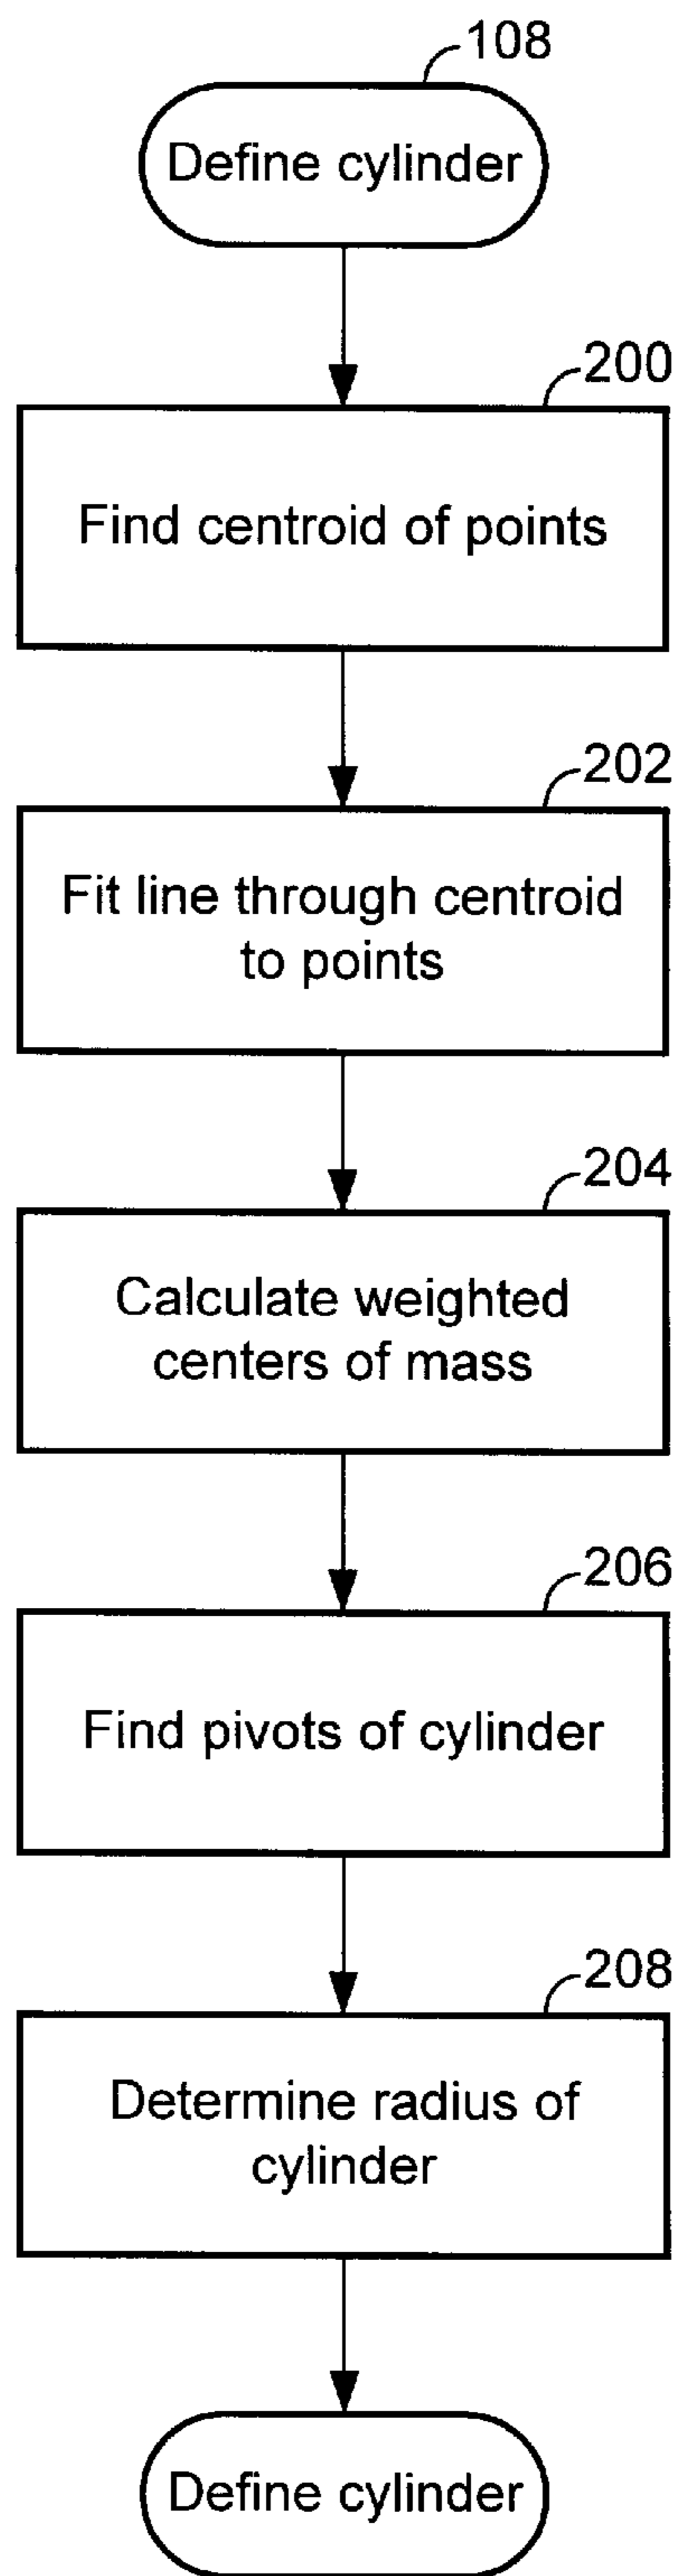 108
Define cylinder
200
Find centroid of points
202
Fit line through centroid
to points
204
Calculate weighted
centers of mass
206
Find pivots of cylinder
208
Determine radius of
cylinder
Define cylinder